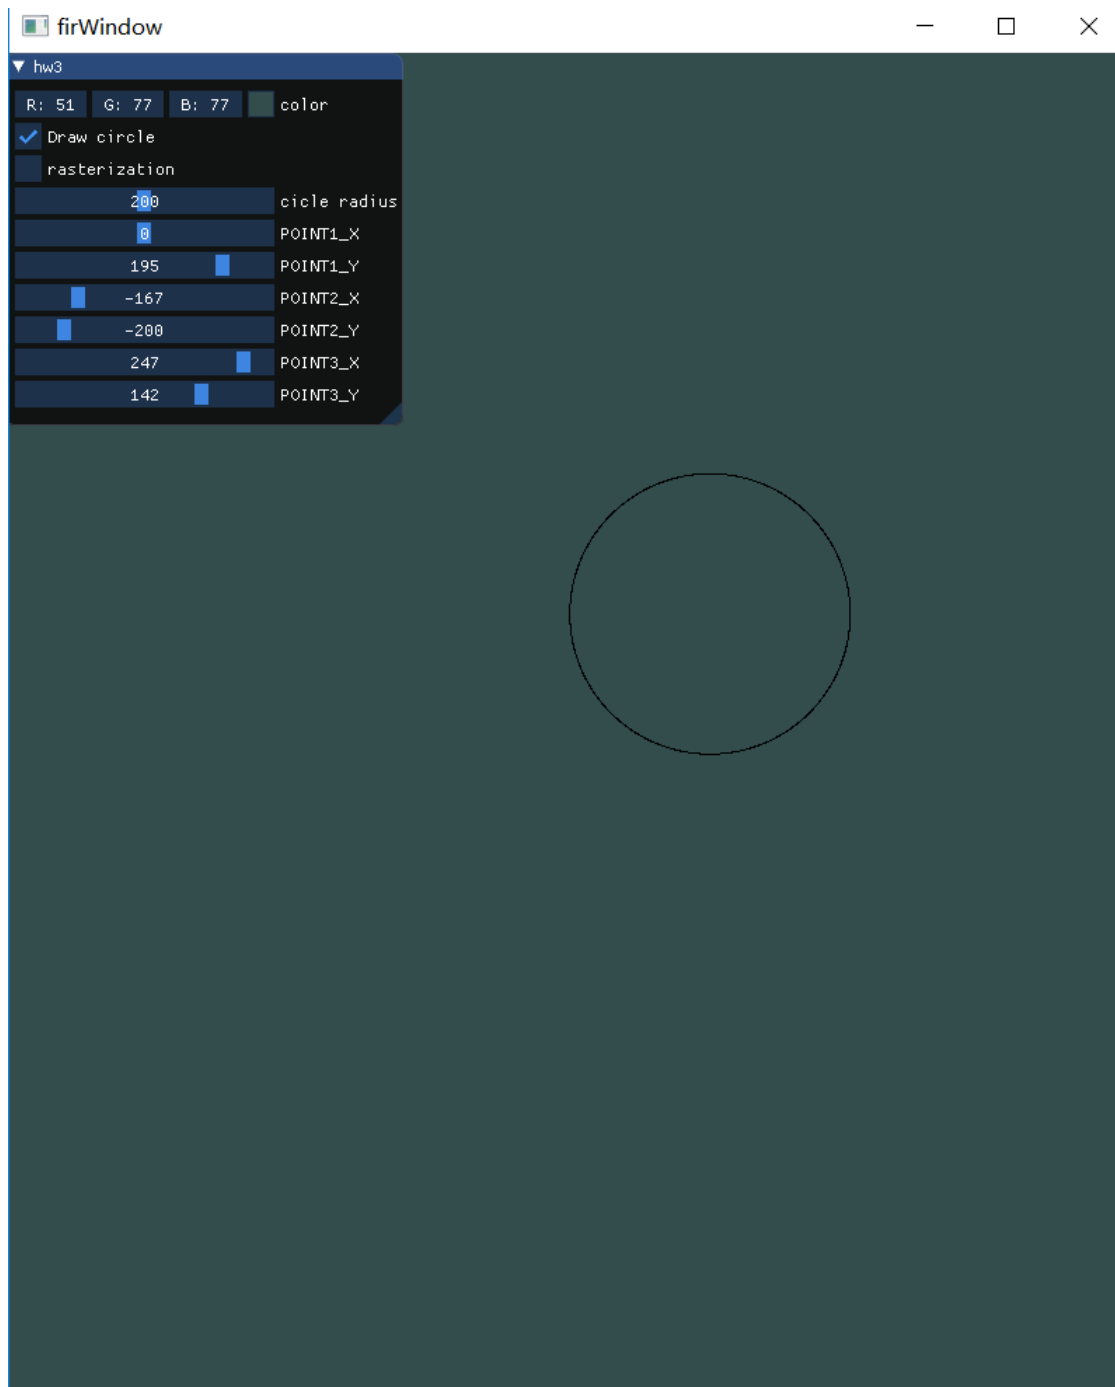 firWindow
hw3
R: 51 G: 77 B: 77 color
Draw circle
rasterization
200 cicle radius
0 POINT1_X
195 POINT1_Y
-167 POINT2_X
-200 POINT2_Y
247 POINT3_X
142 POINT3_Y